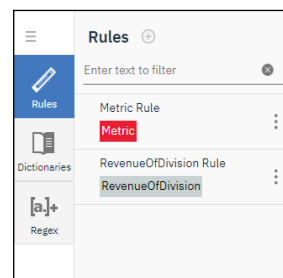 Rules
Enter text to filter
Rules
Metric Rule
Metric
Dictionaries
RevenueOfDivision Rule
RevenueOfDivision
[a.]+
Regex